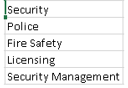 Security
Police
Fire Safety
Licensing
Security Management